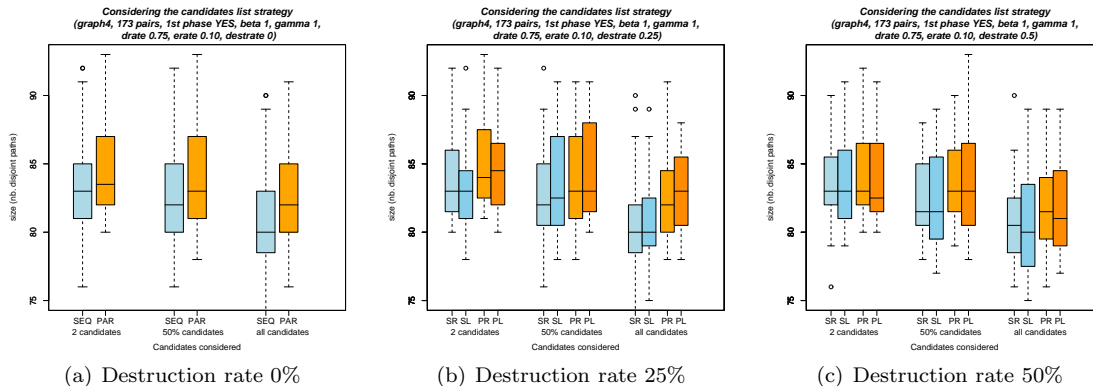 Considering the candidates list strategy
(graph4, 173 pairs, 1st phase YES, beta 1, gamma 1,
drate 0.75, erate 0.10, destrate 0)
size (nb. disjoint paths)
90
85
80
75
SEQ PAR SEQ PAR SEQ PAR
2 candidates 50% candidates all candidates
Candidates considered
(a) Destruction rate 0%
Considering the candidates list strategy
(graph4, 173 pairs, 1st phase YES, beta 1, gamma 1,
drate 0.75, erate 0.10, destrate 0.25)
size (nb. disjoint paths)
90
85
80
75
SR SL PR PL SR SL PR PL SR SL PR PL
2 candidates 50% candidates all candidates
Candidates considered
(b) Destruction rate 25%
Considering the candidates list strategy
(graph4, 173 pairs, 1st phase YES, beta 1, gamma 1,
drate 0.75, erate 0.10, destrate 0.5)
size (nb. disjoint paths)
90
85
80
75
SR SL PR PL SR SL PR PL SR SL PR PL
2 candidates 50% candidates all candidates
Candidates considered
(c) Destruction rate 50%